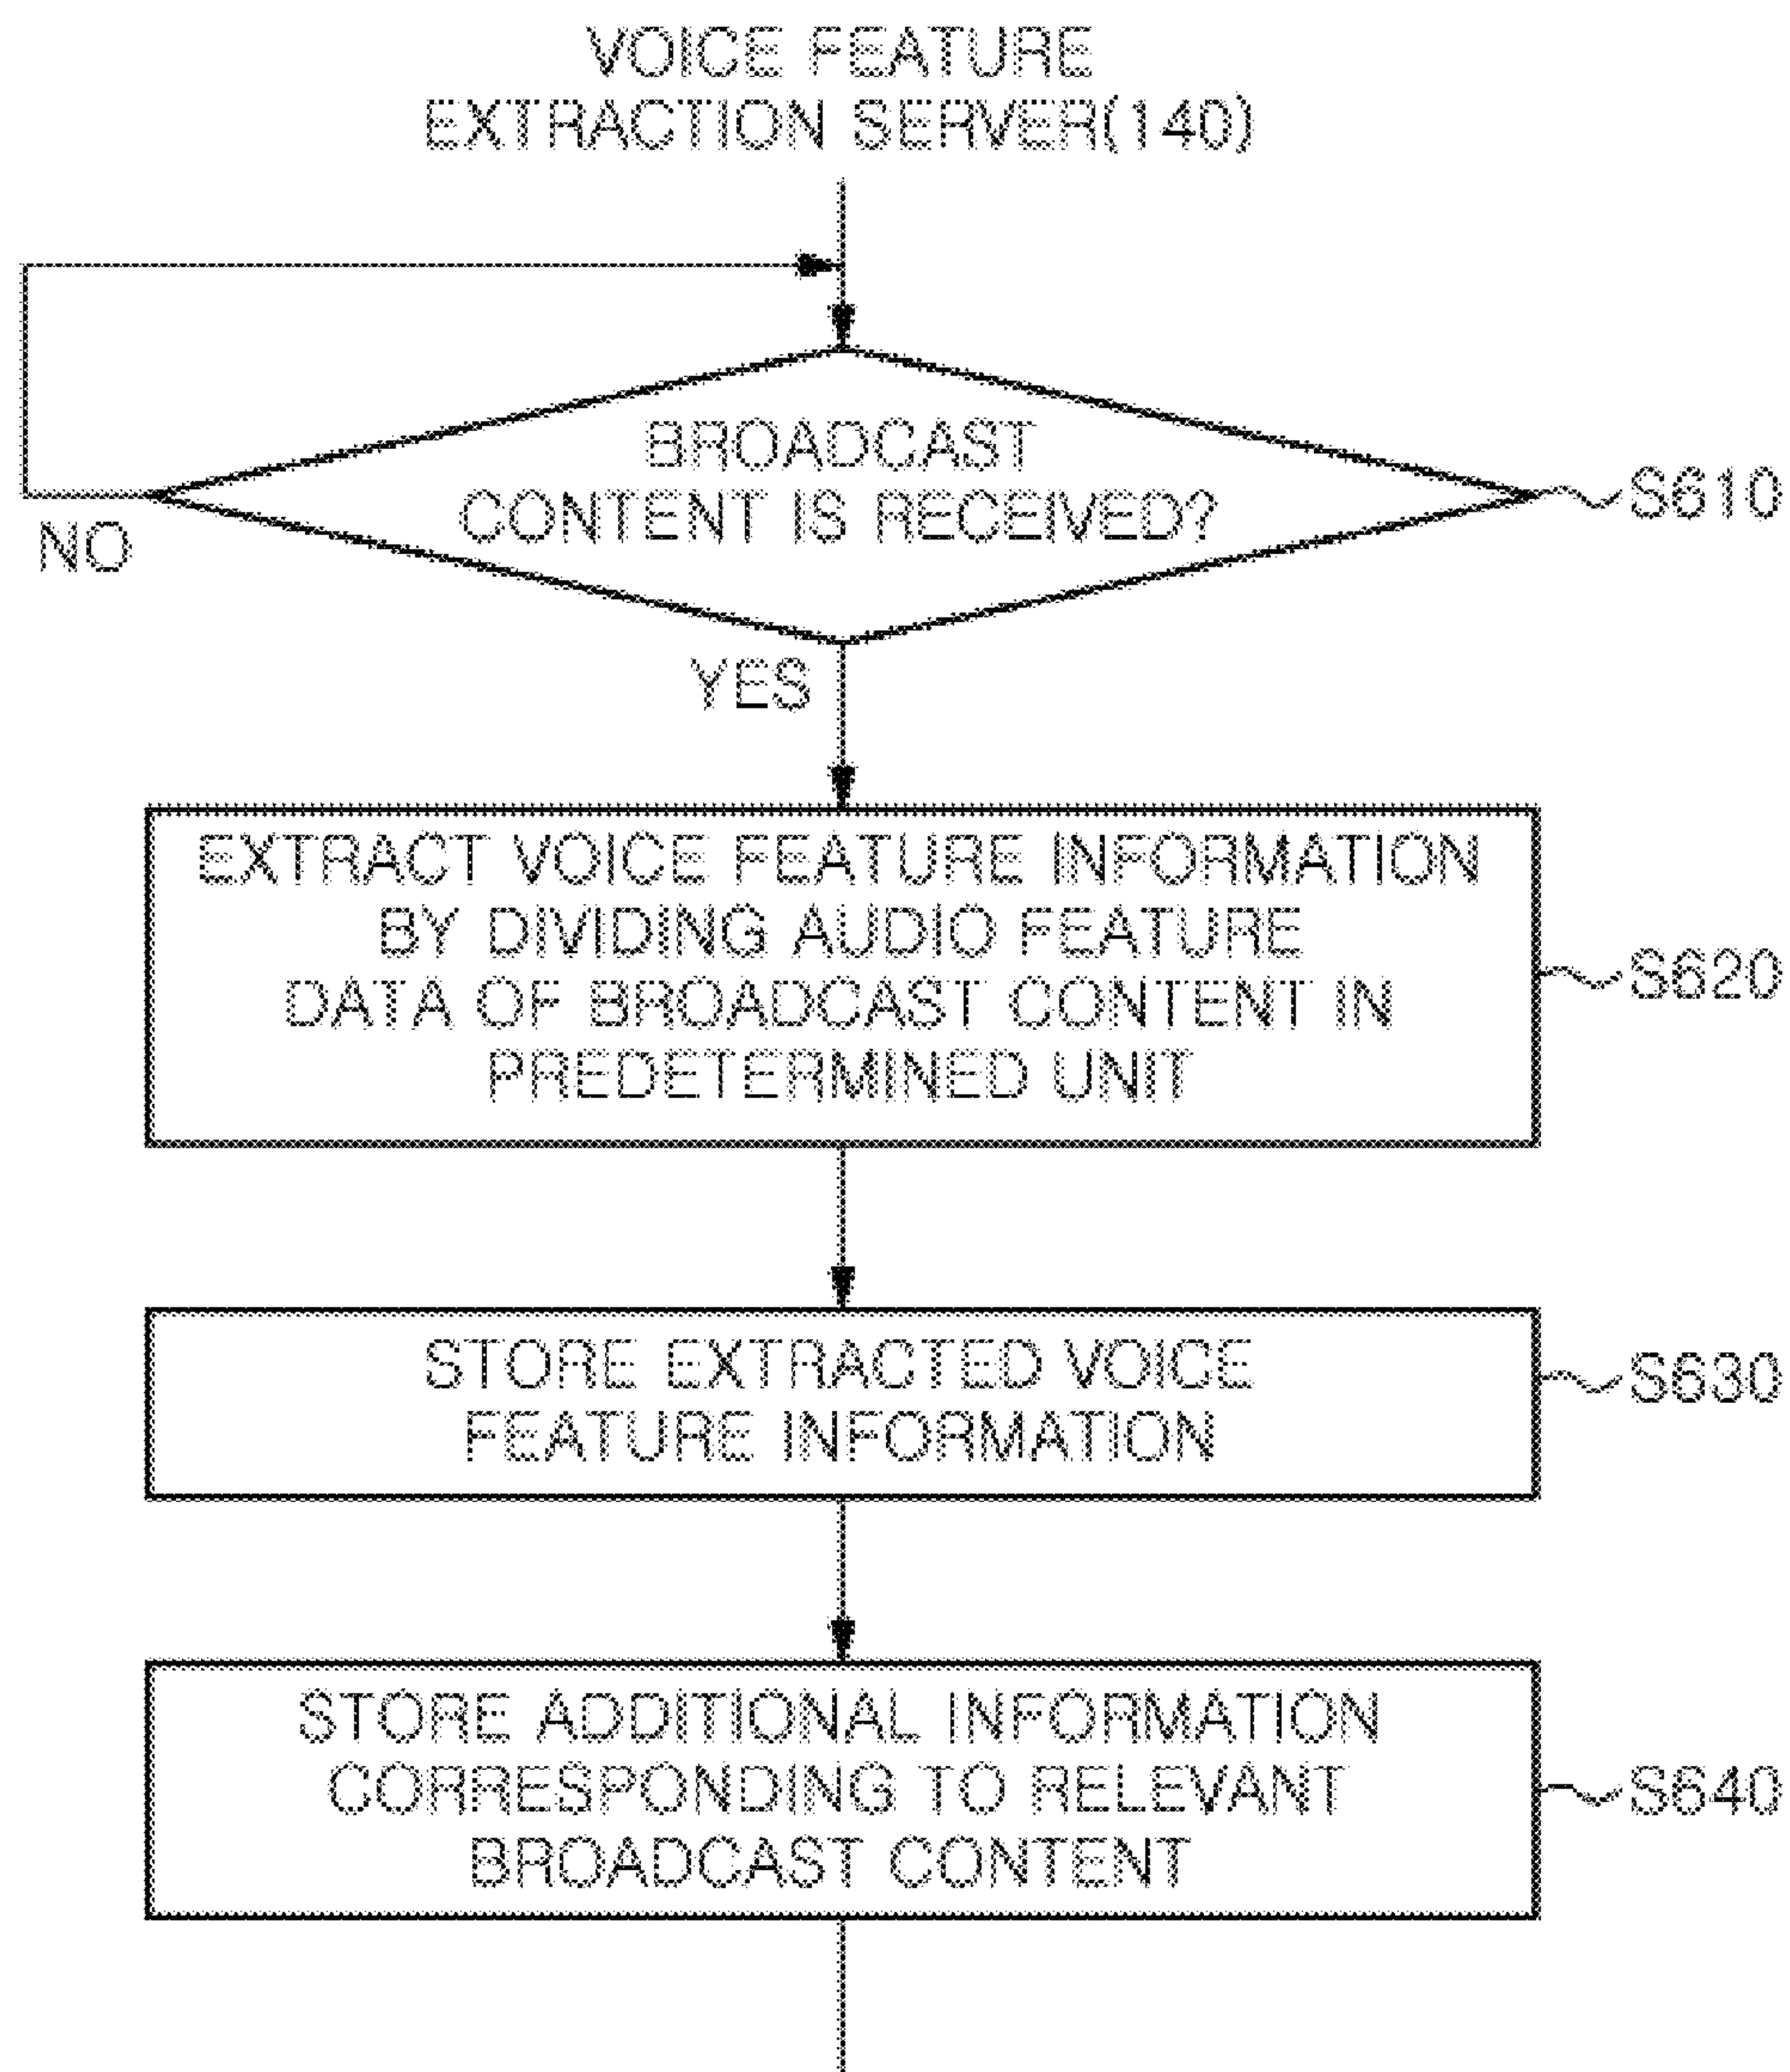 VOICE FEATURE
EXTRACTION SERVER(140)
BROADCAST
CONTENT IS RECEIVED?
S610
NO
YES
EXTRACT VOICE FEATURE INFORMATION
BY DIVIDING AUDIO FEATURE
DATA OF BROADCAST CONTENT IN
PREDETERMINED UNIT
S620
STORE EXTRACTED VOICE
FEATURE INFORMATION
S630
STORE ADDITIONAL INFORMATION
CORRESPONDING TO RELEVANT
BROADCAST CONTENT
S640